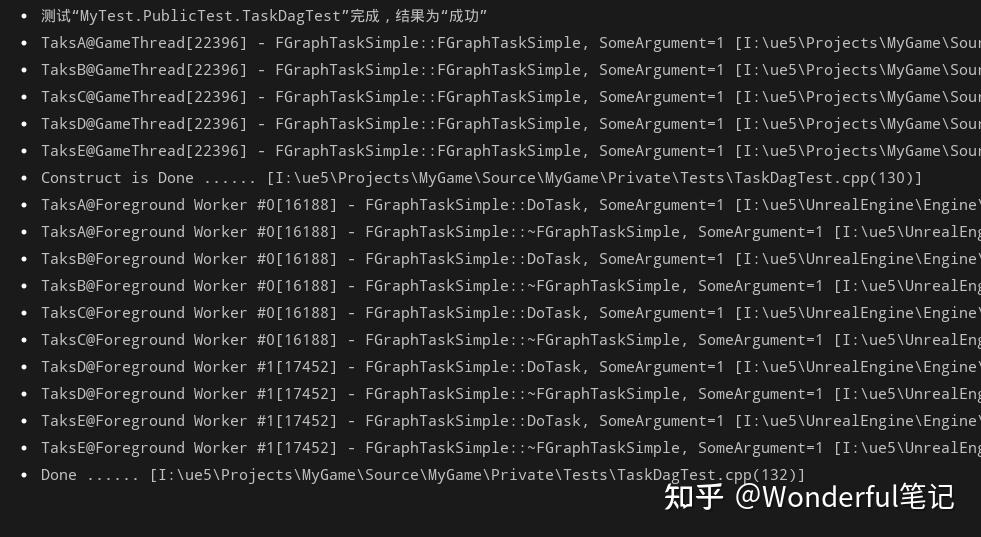 测试“MyTest.PublicTest.TaskDagTest”完成，结果为“成功”
TaksA@GameThread[22396] - FGraphTaskSimple::FGraphTaskSimple, SomeArgument=1 [I:\ue5\Projects\MyGame\Sour
TaksB@GameThread[22396] - FGraphTaskSimple::FGraphTaskSimple, SomeArgument=1 [I:\ue5\Projects\MyGame\Sour
TaksC@GameThread[22396] - FGraphTaskSimple::FGraphTaskSimple, SomeArgument=1 [I:\ue5\Projects\MyGame\Sour
TaksD@GameThread[22396] - FGraphTaskSimple::FGraphTaskSimple, SomeArgument=1 [I:\ue5\Projects\MyGame\Sour
TaksE@GameThread[22396] - FGraphTaskSimple::FGraphTaskSimple, SomeArgument=1 [I:\ue5\Projects\MyGame\Sour
Construct is Done ...... [I:\ue5\Projects\MyGame\Source\MyGame\Private\Tests\TaskDagTest.cpp(130)]
TaksA@Foreground Worker #0[16188] - FGraphTaskSimple::DoTask, SomeArgument=1 [I:\ue5\UnrealEngine\Engine\
TaksA@Foreground Worker #0[16188] - FGraphTaskSimple::~FGraphTaskSimple, SomeArgument=1 [I:\ue5\UnrealEng
TaksB@Foreground Worker #0[16188] - FGraphTaskSimple::DoTask, SomeArgument=1 [I:\ue5\UnrealEngine\Engine\
TaksB@Foreground Worker #0[16188] - FGraphTaskSimple::~FGraphTaskSimple, SomeArgument=1 [I:\ue5\UnrealEng
TaksC@Foreground Worker #0[16188] - FGraphTaskSimple::DoTask, SomeArgument=1 [I:\ue5\UnrealEngine\Engine\
TaksC@Foreground Worker #0[16188] - FGraphTaskSimple::~FGraphTaskSimple, SomeArgument=1 [I:\ue5\UnrealEng
TaksD@Foreground Worker #1[17452] - FGraphTaskSimple::DoTask, SomeArgument=1 [I:\ue5\UnrealEngine\Engine\
TaksD@Foreground Worker #1[17452] - FGraphTaskSimple::~FGraphTaskSimple, SomeArgument=1 [I:\ue5\UnrealEng
TaksE@Foreground Worker #1[17452] - FGraphTaskSimple::DoTask, SomeArgument=1 [I:\ue5\UnrealEngine\Engine\
TaksE@Foreground Worker #1[17452] - FGraphTaskSimple::~FGraphTaskSimple, SomeArgument=1 [I:\ue5\UnrealEng
Done ...... [I:\ue5\Projects\MyGame\Source\MyGame\Private\Tests\TaskDagTest.cpp(132)]
知乎 @Wonderful笔记